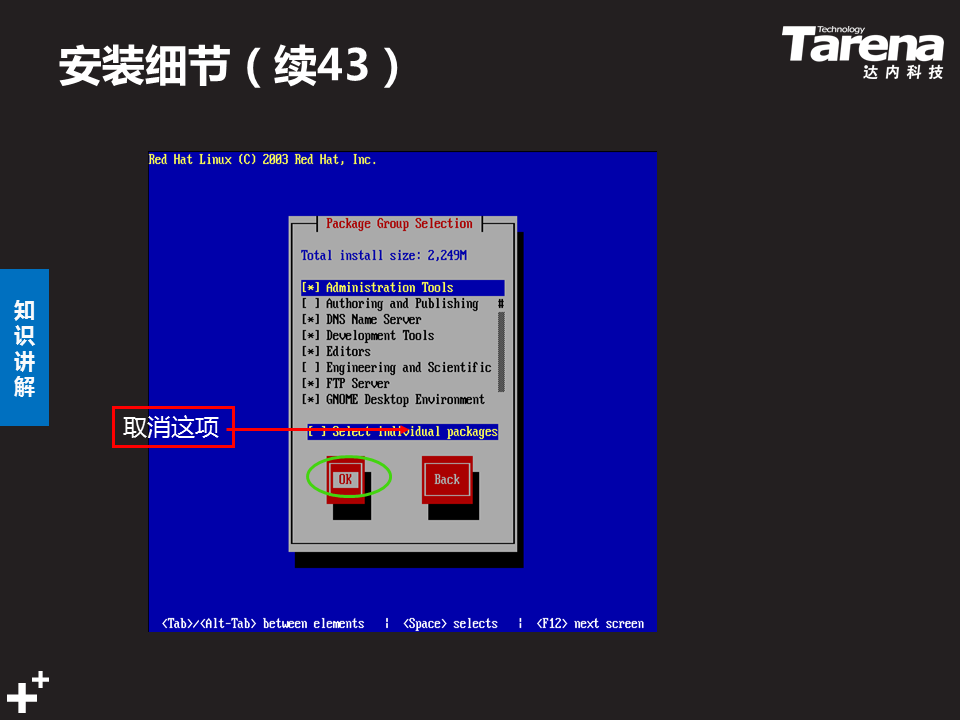 安装细节（续43）
Technology
Tarena
达内科技
Red Hat Linux (C) 2003 Red Hat, Inc.
Package Group Selection
Total install size: 2,249M
[*] Administration Tools
[ ] Authoring and Publishing #
[*] DNS Name Server
[*] Development Tools
[*] Editors
[ ] Engineering and Scientific
[*] FTP Server
[*] GNOME Desktop Environment
知识讲解
取消这项
[ ] Select individual packages
OK Back
<Tab>/<Alt-Tab> between elements | <Space> selects | <F12> next screen